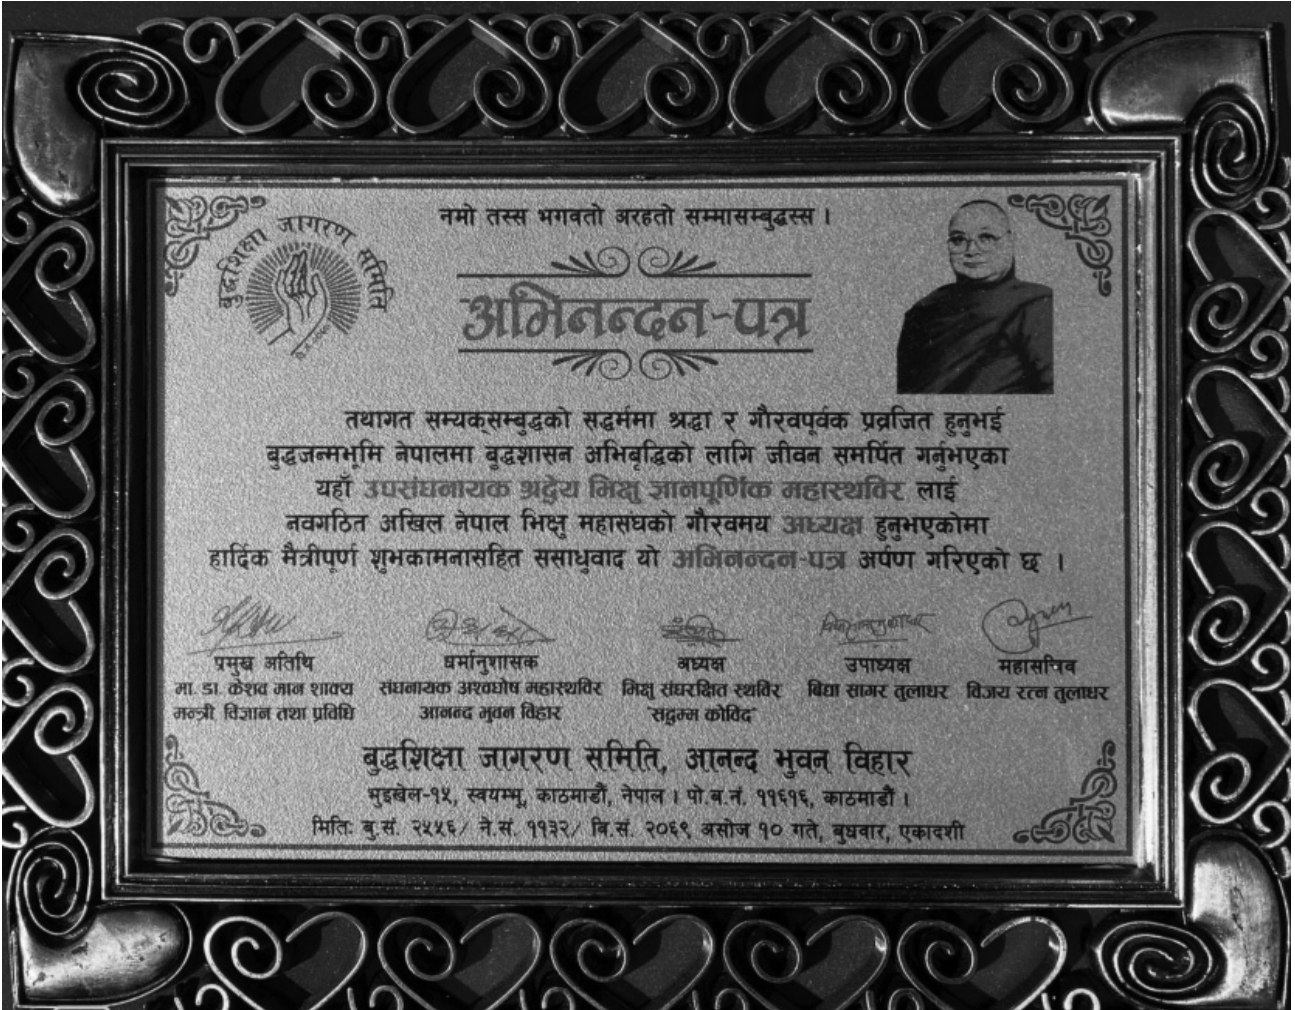 नमो तस्स भगवतो अरहतो सम्मासम्बुद्धस्स ।
बुद्धशिक्षा जागरण समिति
अभिनन्दन-पत्र
तथागत सम्यक्सम्बुद्धको सद्धर्ममा श्रद्धा र गौरवपूर्वक प्रव्रजित हुनुभई
बुद्धजन्मभूमि नेपालमा बुद्धशासन अभिबृद्धिको लागि जीवन समर्पित गर्नुभएका
यहाँ उपसंघनायक श्रद्धेय भिक्षु ज्ञानपूर्णिक महास्थविर लाई
नवगठित अखिल नेपाल भिक्षु महासंघको गौरवमय अध्यक्ष हुनुभएकोमा
हार्दिक मैत्रीपूर्ण शुभकामनासहित ससाधुवाद यो अभिनन्दन-पत्र अर्पण गरिएको छ ।
प्रमुख अतिथि
मा. डा. केशव मान शाक्य
मन्त्री विज्ञान तथा प्रविधि
धर्मानुशासक
संघनायक अश्वघोष महास्थविर
आनन्द भुवन विहार
अध्यक्ष
भिक्षु संघरक्षित स्थविर
"सद्धम्म कोविद"
उपाध्यक्ष
बिद्या सागर तुलाधर
महासचिव
विजय रत्न तुलाधर
बुद्धशिक्षा जागरण समिति, आनन्द भुवन विहार
भुइखेल-१५, स्वयम्भू, काठमाडौं, नेपाल । पो.ब.नं. ११६१६, काठमाडौं ।
मिति: बु.सं. २५५६/ ने.सं. ११३२/ बि.सं. २०६९ असोज १० गते, बुधवार, एकादशी